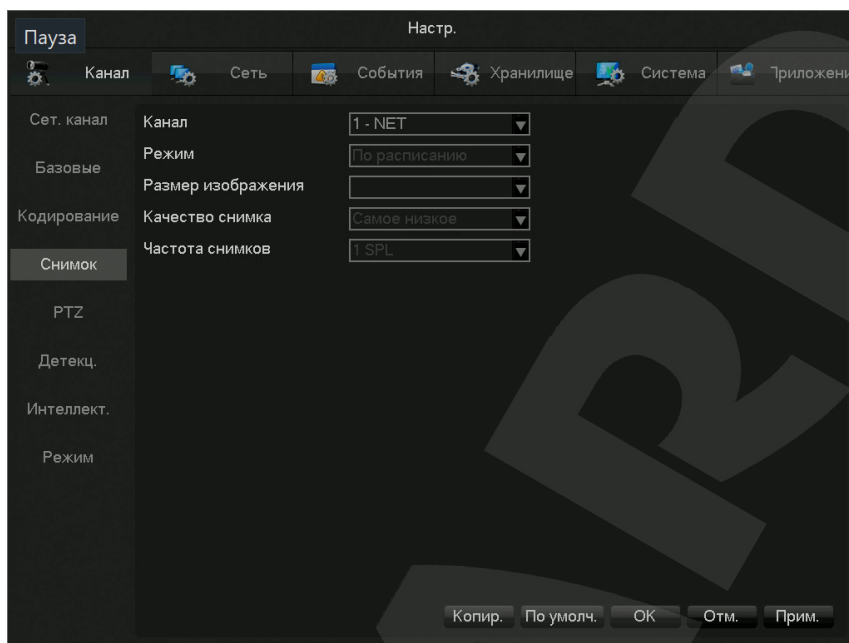 Настр.
Пауза
Канал Сеть События Хранилище Система Приложени
Сет. канал
Базовые
Кодирование
Снимок
PTZ
Детекц.
Интеллект.
Режим
Канал 1 - NET
Режим По расписанию
Размер изображения
Качество снимка Самое низкое
Частота снимков 1 SPL
Копир. По умолч. OK Отм. Прим.